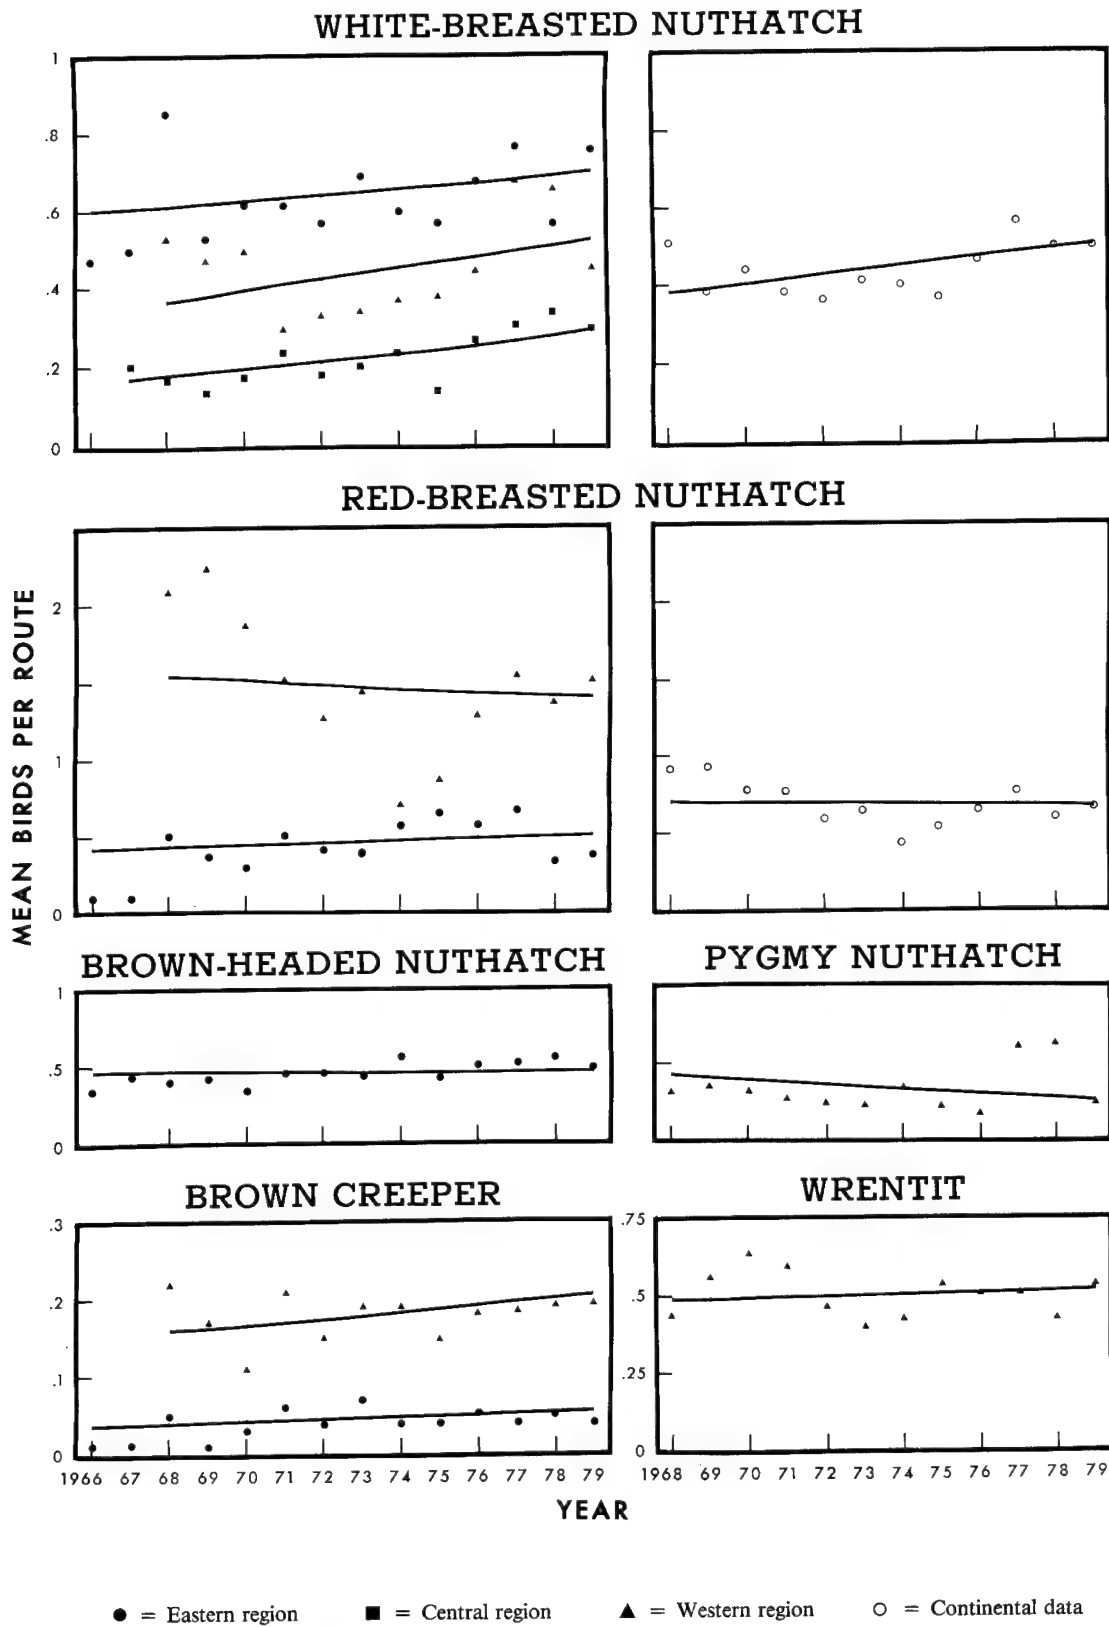 WHITE-BREASTED NUTHATCH
1
.8
.6
.4
.2
0
RED-BREASTED NUTHATCH
2
1
0
MEAN BIRDS PER ROUTE
BROWN-HEADED NUTHATCH
1
.5
0
PYGMY NUTHATCH
BROWN CREEPER
.3
.2
.1
0
1966 67 68 69 70 71 72 73 74 75 76 77 78 79
WRENTIT
.75
.5
.25
0
1968 69 70 71 72 73 74 75 76 77 78 79
YEAR
● = Eastern region ■ = Central region ▲ = Western region ○ = Continental data